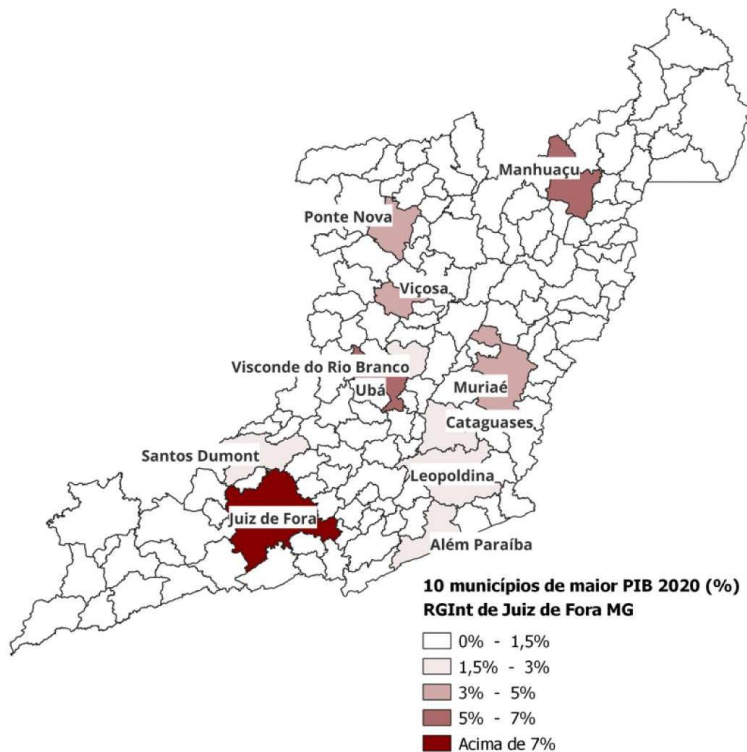 Manhuaçu
Ponte Nova
Viçosa
Visconde do Rio Branco
Ubá
Muriaé
Cataguases
Santos Dumont
Leopoldina
Juiz de Fora
Além Paraíba
10 municípios de maior PIB 2020 (%)
RGInt de Juiz de Fora MG
0% - 1,5%
1,5% - 3%
3% - 5%
5% - 7%
Acima de 7%